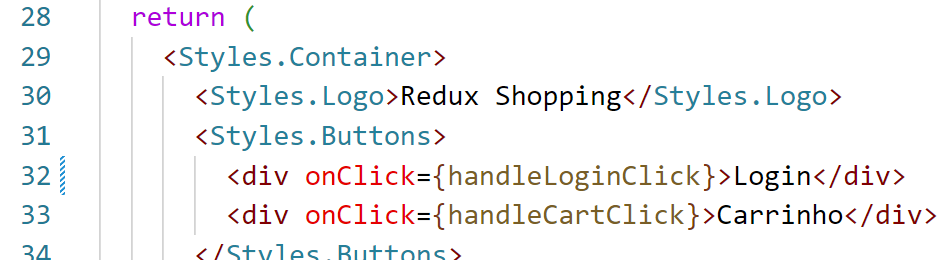 28 return (
29 <Styles.Container>
30 <Styles.Logo>Redux Shopping</Styles.Logo>
31 <Styles.Buttons>
32 <div onClick={handleLoginClick}>Login</div>
33 <div onClick={handleCartClick}>Carrinho</div>
34 </Styles.Buttons>